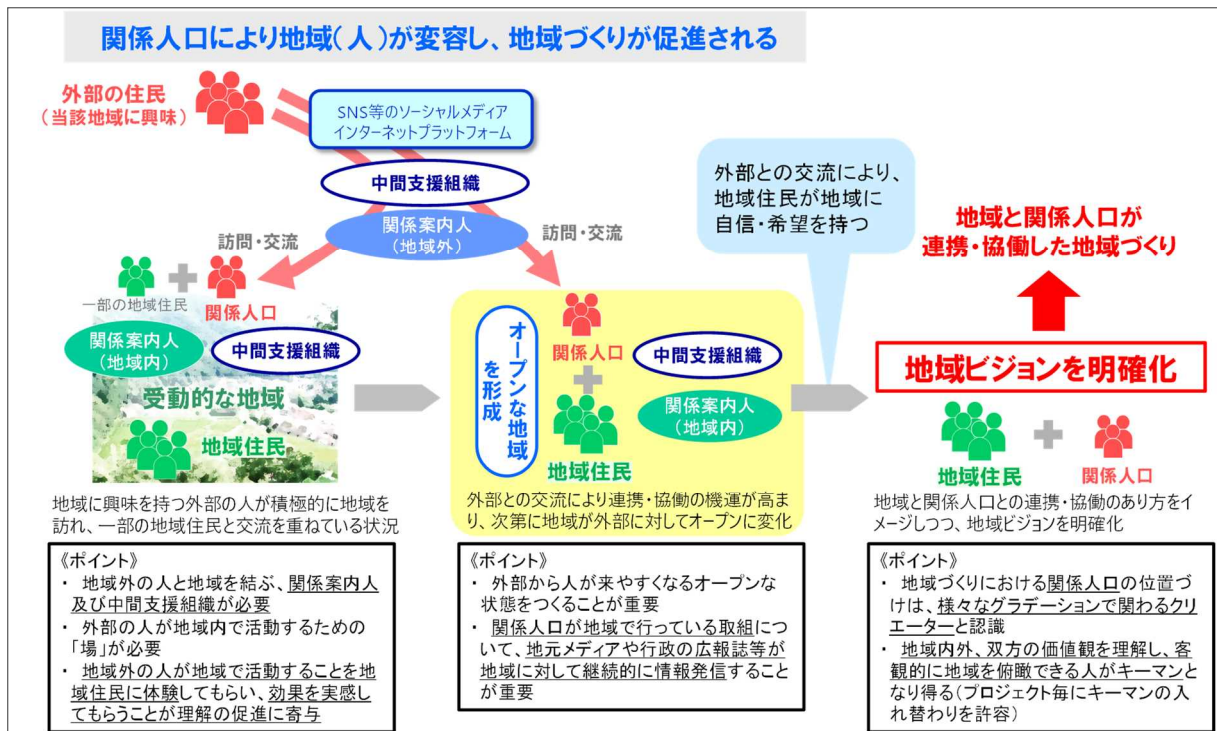 関係人口により地域(人)が変容し、地域づくりが促進される
外部の住民
(当該地域に興味)
SNS等のソーシャルメディア
インターネットプラットフォーム
中間支援組織
関係案内人
(地域外)
訪問・交流
訪問・交流
一部の地域住民
関係人口
関係案内人
(地域内)
中間支援組織
受動的な地域
地域住民
地域に興味を持つ外部の人が積極的に地域を
訪れ、一部の地域住民と交流を重ねている状況
《ポイント》
・ 地域外の人と地域を結ぶ、関係案内人
及び中間支援組織が必要
・ 外部の人が地域内で活動するための
「場」が必要
・ 地域外の人が地域で活動することを地
域住民に体験してもらい、効果を実感し
てもらうことが理解の促進に寄与
オープンな地域
を形成
関係人口
地域住民
中間支援組織
関係案内人
(地域内)
外部との交流により連携・協働の機運が高ま
り、次第に地域が外部に対してオープンに変化
《ポイント》
・ 外部から人が来やすくなるオープンな
状態をつくることが重要
・ 関係人口が地域で行っている取組につ
いて、地元メディアや行政の広報誌等が
地域に対して継続的に情報発信すること
が重要
外部との交流により、
地域住民が地域に
自信・希望を持つ
地域と関係人口が
連携・協働した地域づくり
地域ビジョンを明確化
地域住民
関係人口
地域と関係人口との連携・協働のあり方をイ
メージしつつ、地域ビジョンを明確化
《ポイント》
・ 地域づくりにおける関係人口の位置づ
けは、様々なグラデーションで関わるクリ
エーターと認識
・ 地域内外、双方の価値観を理解し、客
観的に地域を俯瞰できる人がキーマンと
なり得る(プロジェクト毎にキーマンの入
れ替わりを許容)